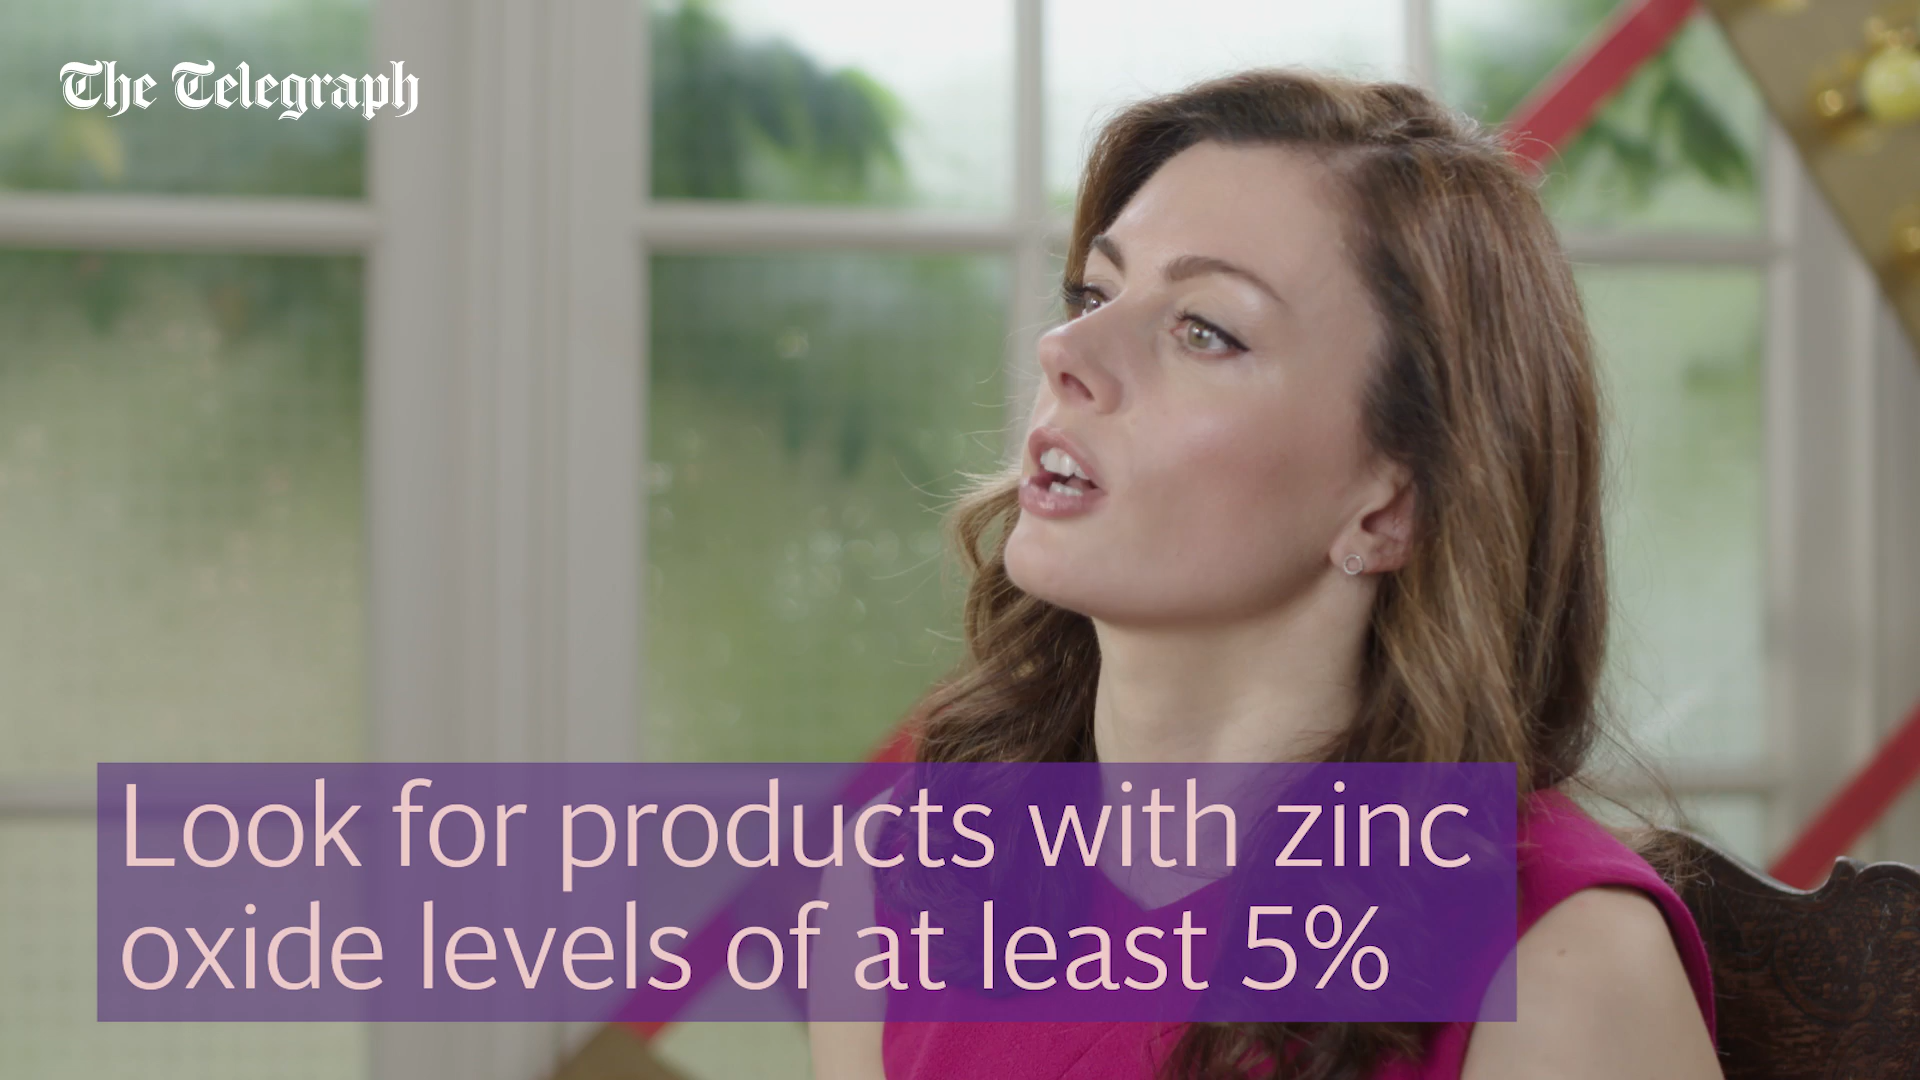 The Telegraph
Look for products with zinc
oxide levels of at least 5%